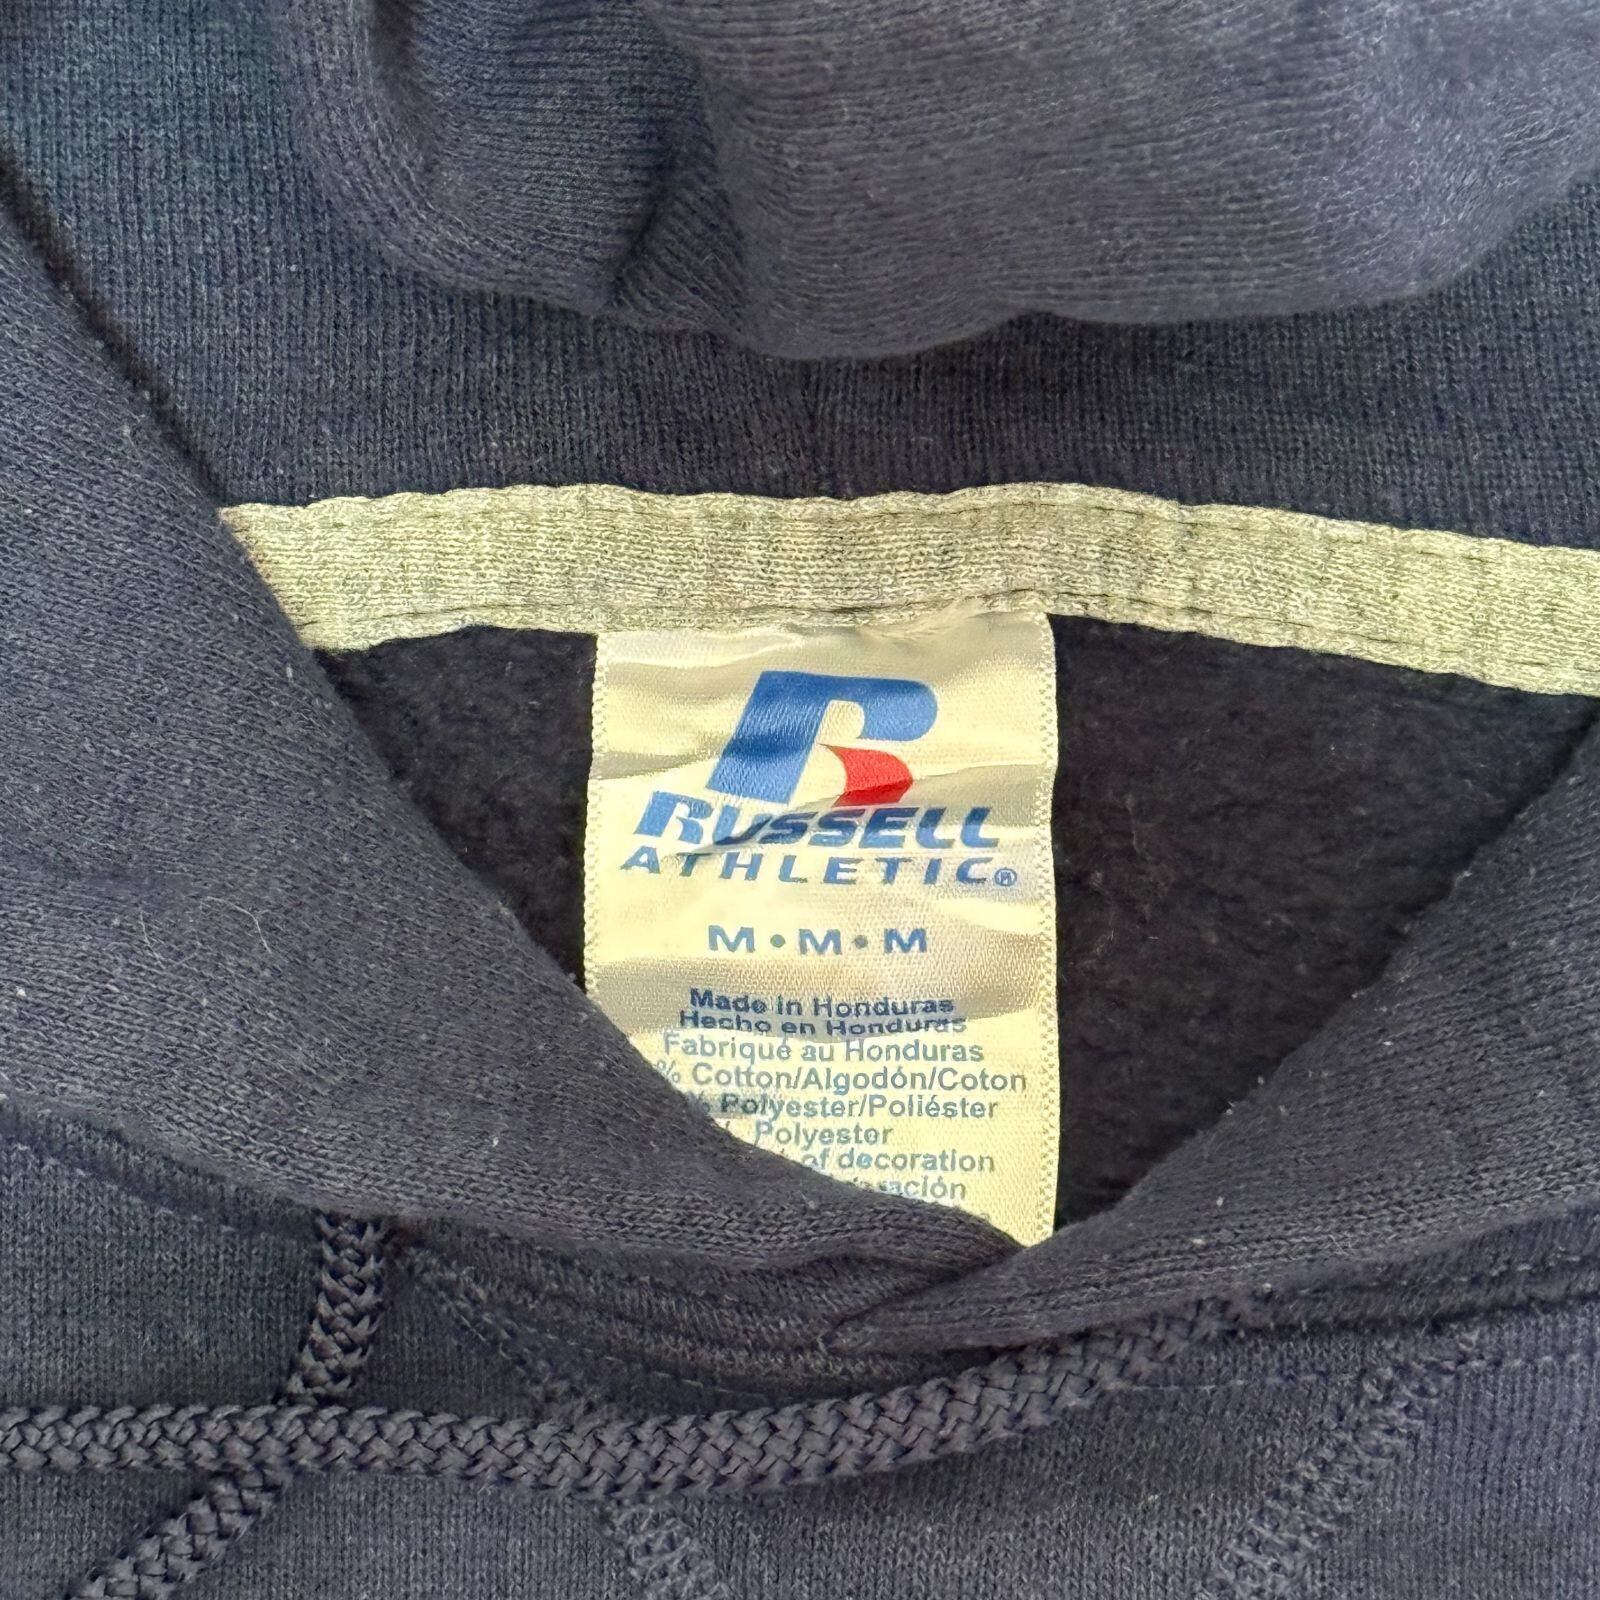 RUSSELL
ATHLETIC®
M•M•M
Made in Honduras
Hecho en Honduras
Fabriqué au Honduras
% Cotton/Algodón/Coton
% Polyester/Poliéster
Polyester
of decoration